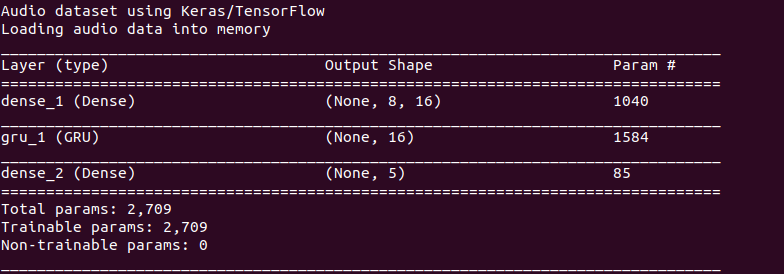 Audio dataset using Keras/TensorFlow
Loading audio data into memory
_________________________________________________________________
Layer (type)                 Output Shape              Param #
=================================================================
dense_1 (Dense)              (None, 8, 16)             1040
_________________________________________________________________
gru_1 (GRU)                  (None, 16)                1584
_________________________________________________________________
dense_2 (Dense)              (None, 5)                 85
=================================================================
Total params: 2,709
Trainable params: 2,709
Non-trainable params: 0
_________________________________________________________________